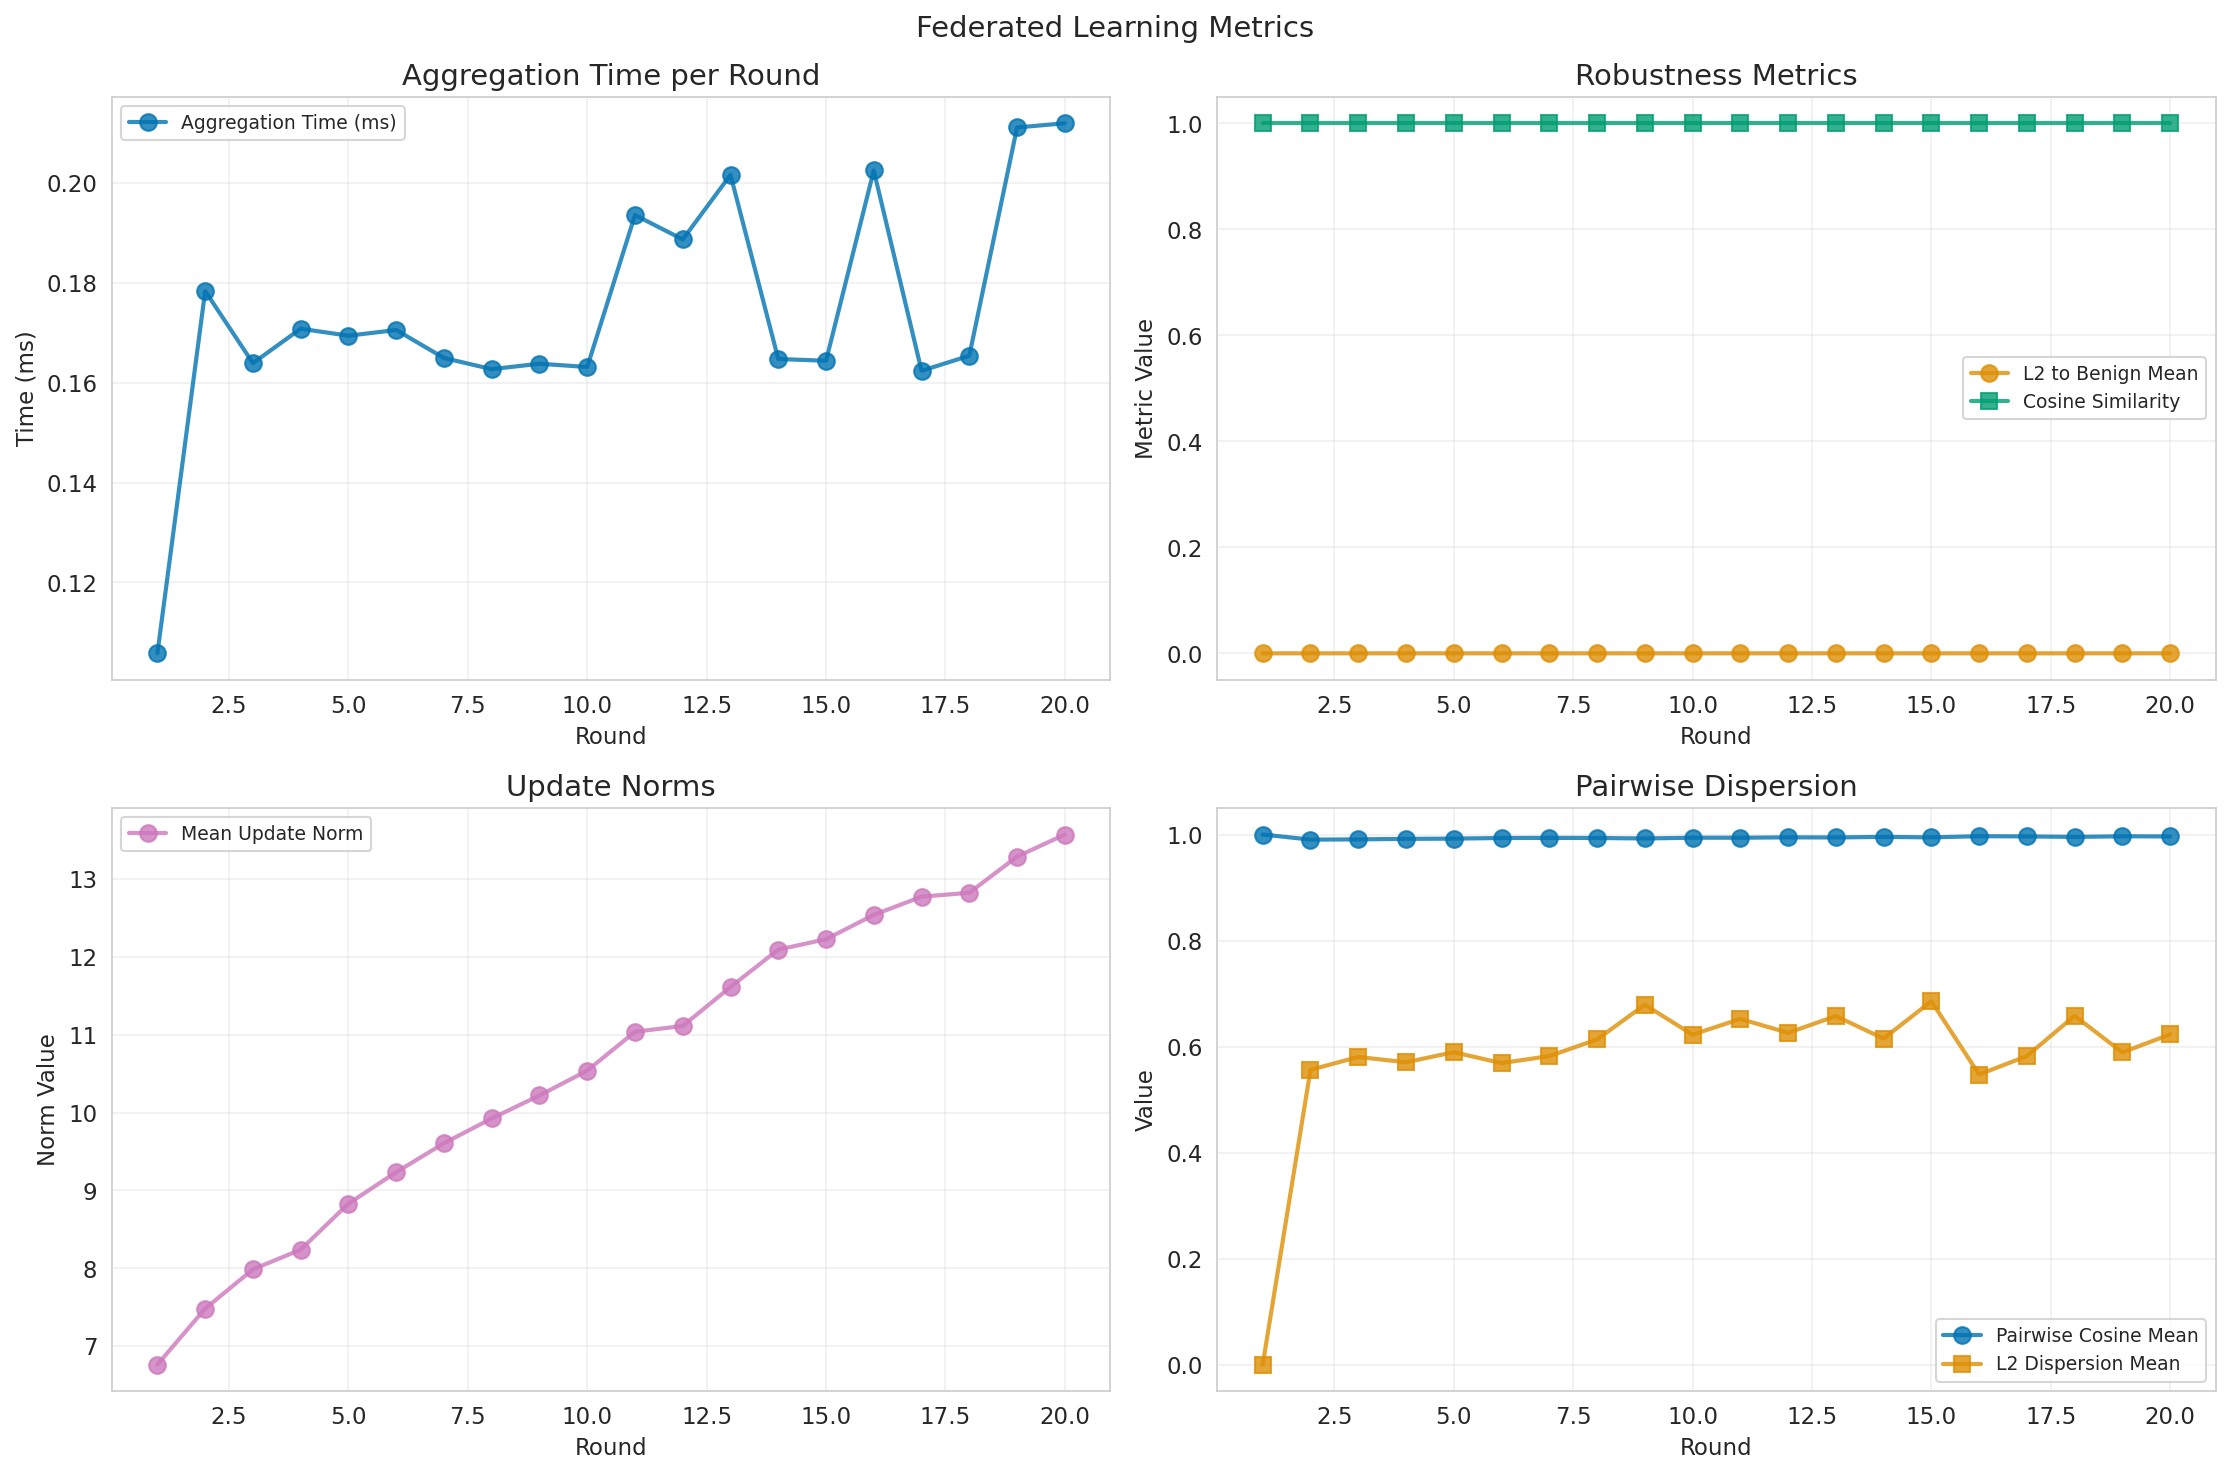 Federated Learning Metrics
Aggregation Time per Round
Aggregation Time (ms)
Time (ms)
0.20
0.18
0.16
0.14
0.12
2.5 5.0 7.5 10.0 12.5 15.0 17.5 20.0
Round
Robustness Metrics
Metric Value
1.0
0.8
0.6
0.4
0.2
0.0
L2 to Benign Mean
Cosine Similarity
2.5 5.0 7.5 10.0 12.5 15.0 17.5 20.0
Round
Update Norms
Mean Update Norm
Norm Value
13
12
11
10
9
8
7
2.5 5.0 7.5 10.0 12.5 15.0 17.5 20.0
Round
Pairwise Dispersion
Value
1.0
0.8
0.6
0.4
0.2
0.0
Pairwise Cosine Mean
L2 Dispersion Mean
2.5 5.0 7.5 10.0 12.5 15.0 17.5 20.0
Round